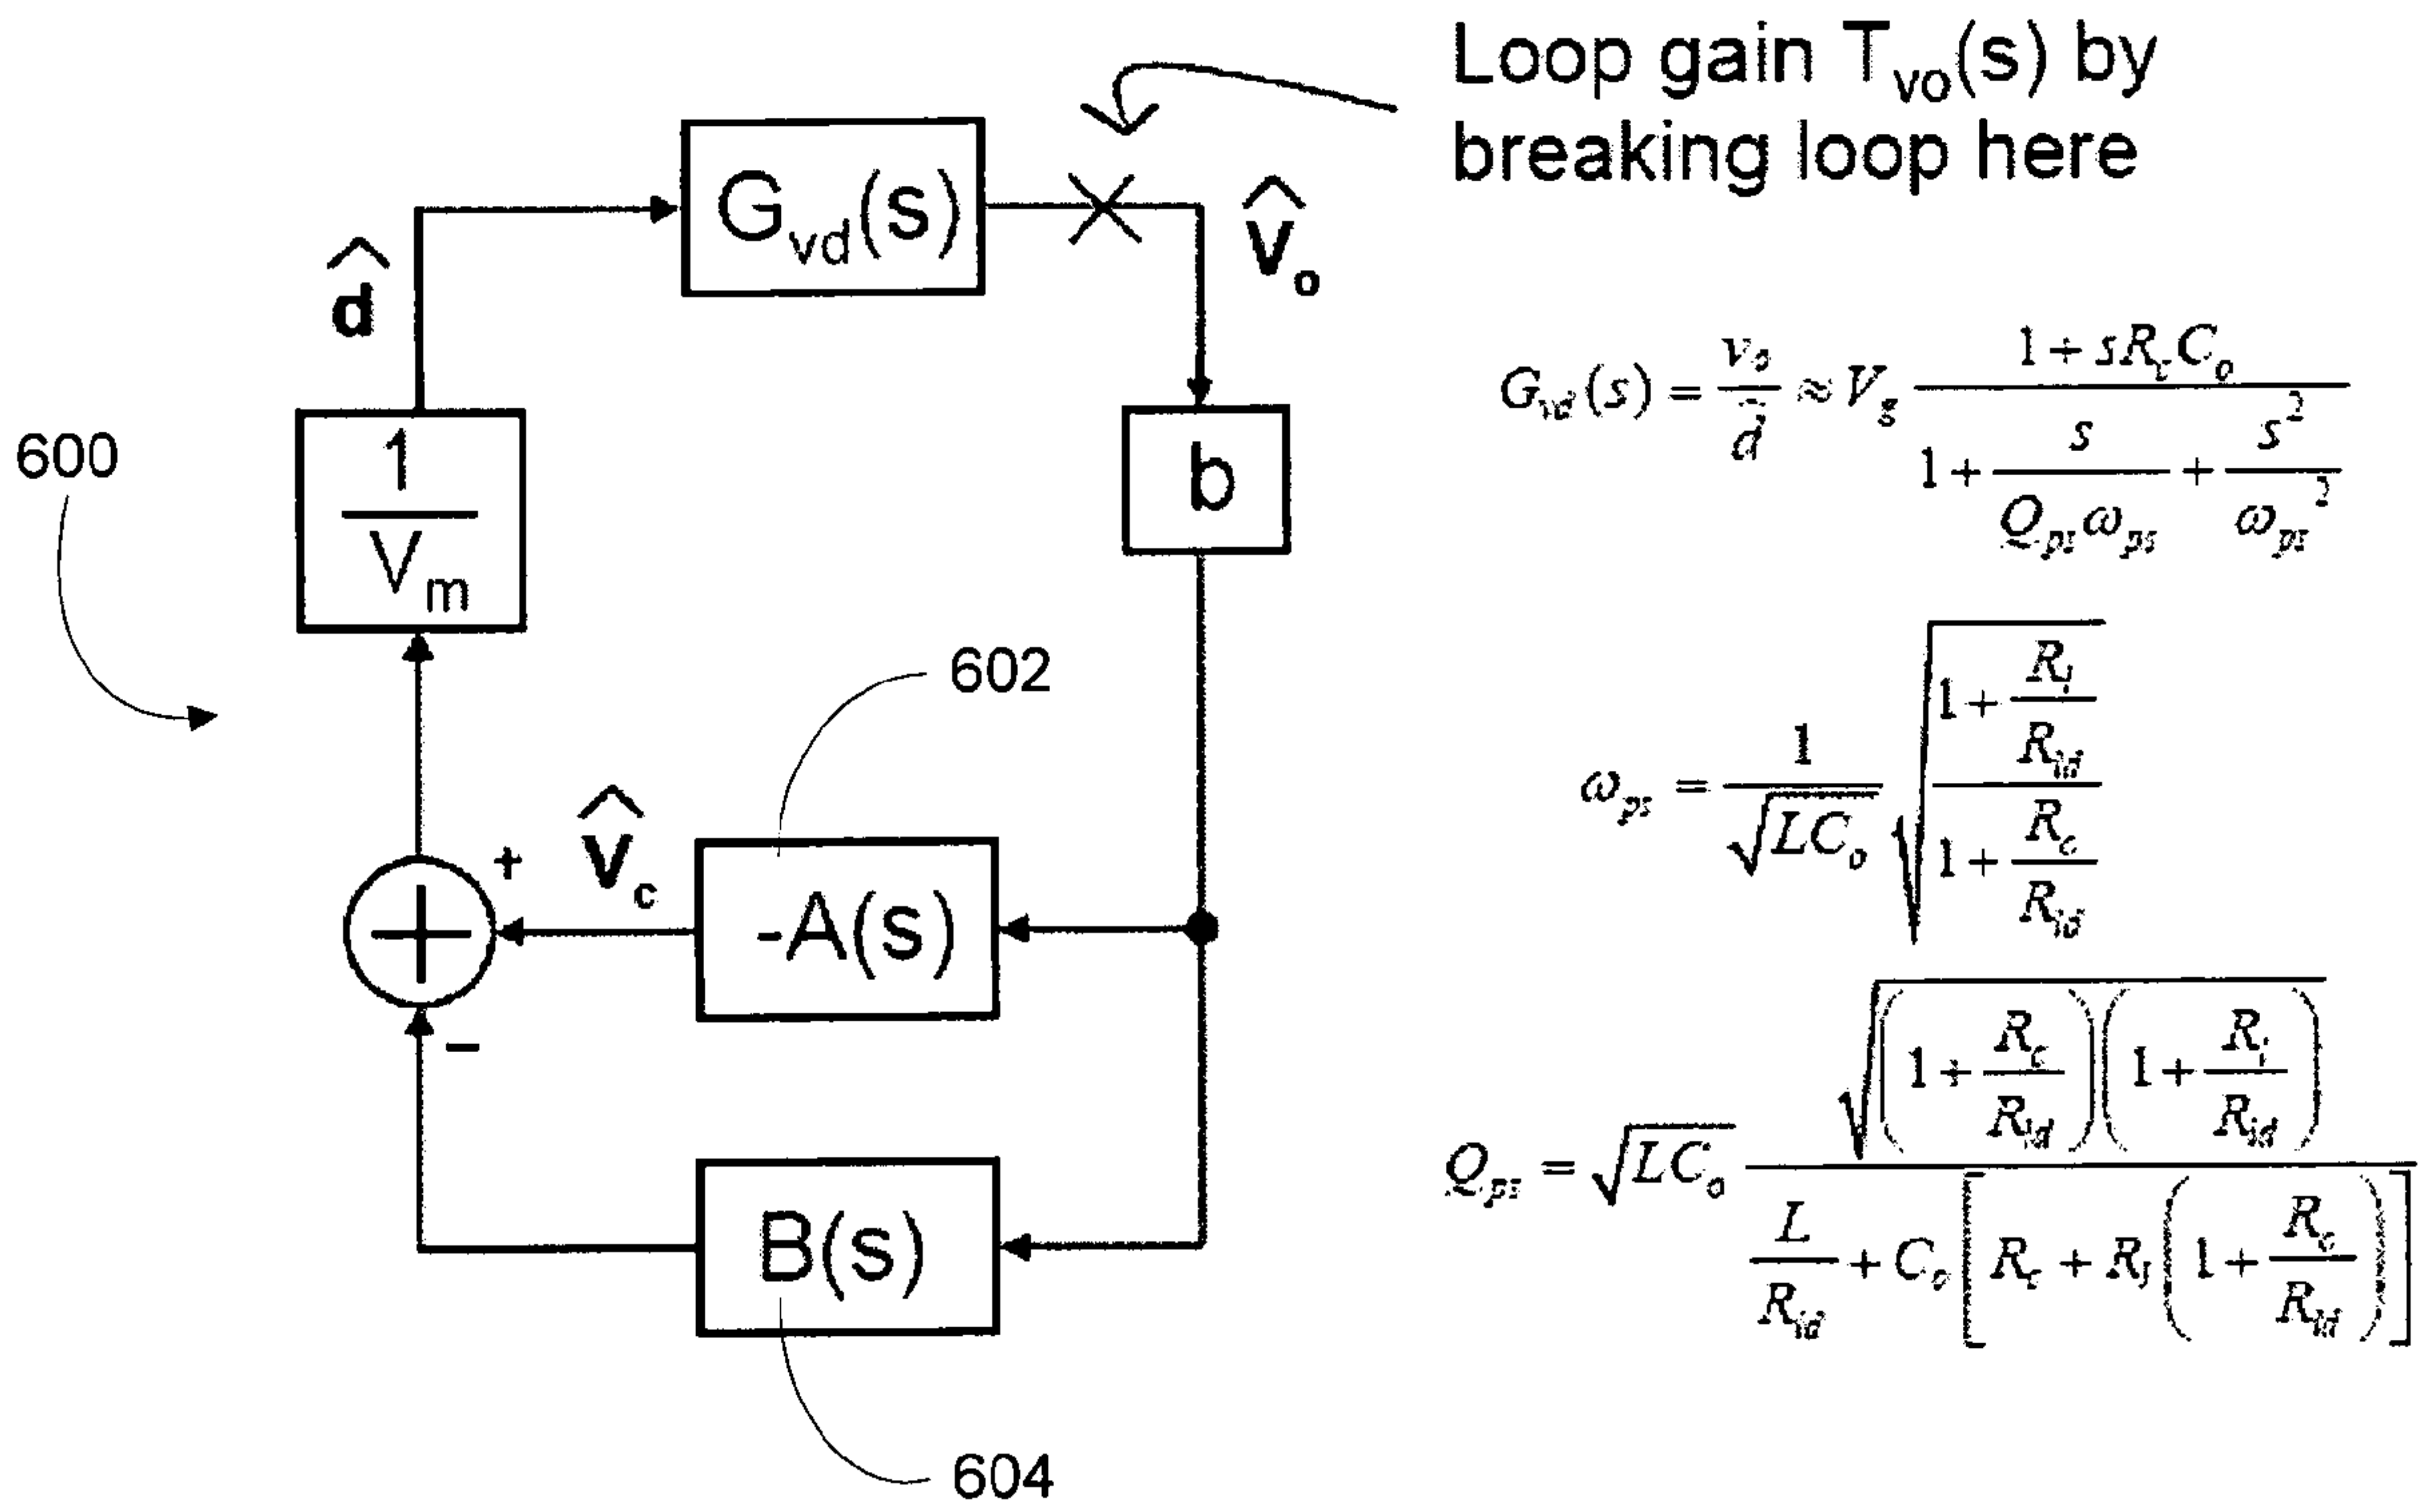 Loop gain T_vo(s) by
breaking loop here
G_vd(s)
v̂_o
d̂
G_vd(s) = v_o / d̂ ≈ V_g (1 + sR_cC_o) / (1 + s/(Q_ps ω_ps) + s²/ω_ps²)
b
600
1/V_m
602
ω_ps = 1/√(LC_o) √((1 + R_l/R_ld) / (1 + R_c/R_ld))
+
v̂_c
-A(s)
+
-
Q_ps = √(LC_o) √((1 + R_c/R_ld)(1 + R_l/R_ld)) / (L/R_ld + C_o[R_c + R_l(1 + R_c/R_ld)])
B(s)
604